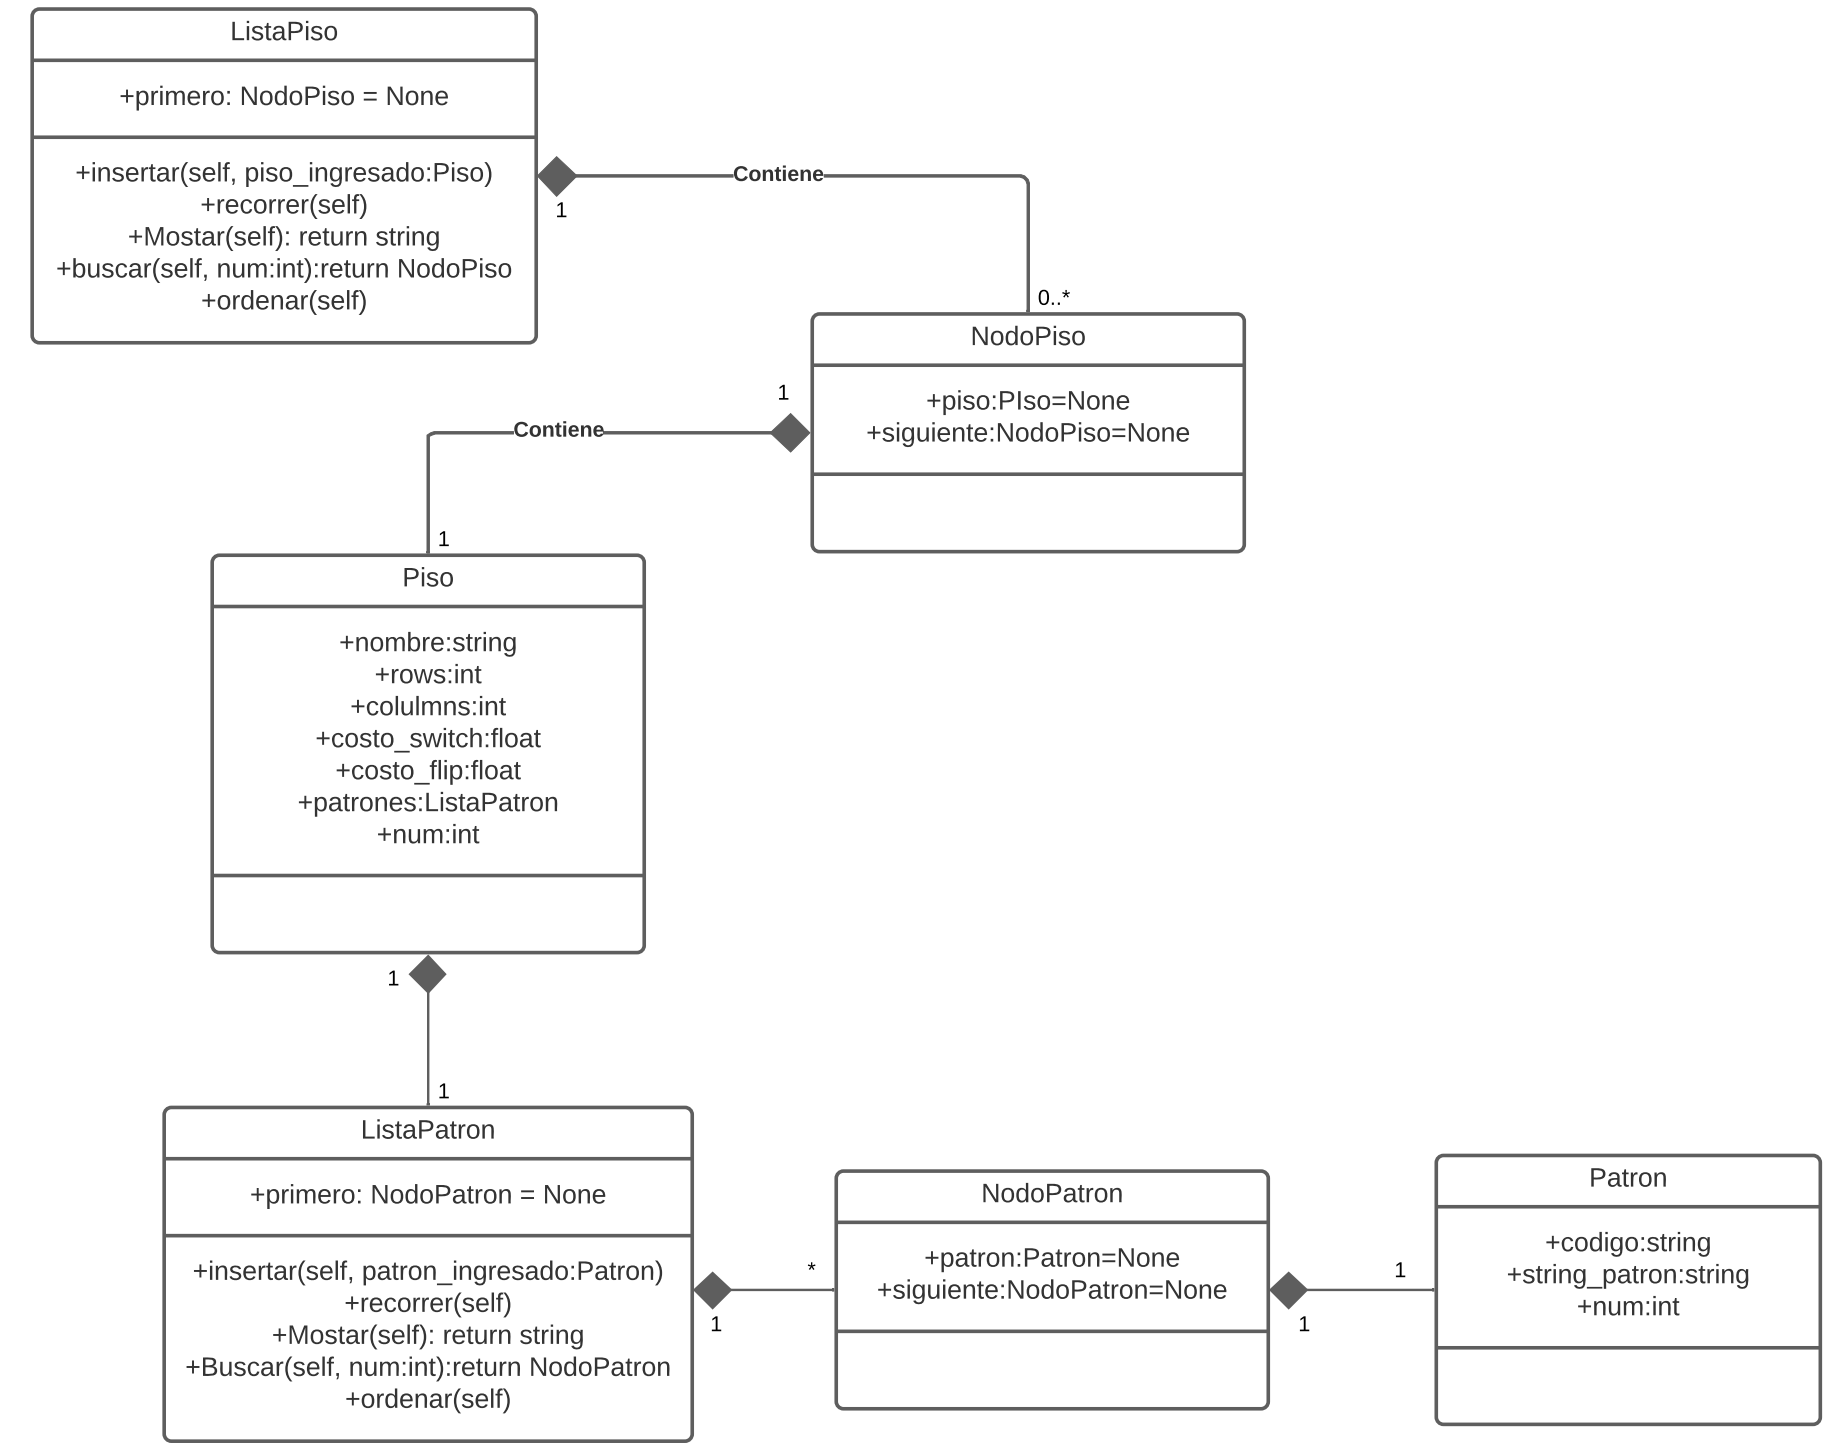 ListaPiso
+primero: NodoPiso = None
+insertar(self, piso_ingresado:Piso)
+recorrer(self)
+Mostar(self): return string
+buscar(self, num:int):return NodoPiso
+ordenar(self)
Contiene
1
0..*
NodoPiso
+piso:PIso=None
+siguiente:NodoPiso=None
1
Contiene
1
Piso
+nombre:string
+rows:int
+colulmns:int
+costo_switch:float
+costo_flip:float
+patrones:ListaPatron
+num:int
1
1
ListaPatron
+primero: NodoPatron = None
+insertar(self, patron_ingresado:Patron)
+recorrer(self)
+Mostar(self): return string
+Buscar(self, num:int):return NodoPatron
+ordenar(self)
*
1
NodoPatron
+patron:Patron=None
+siguiente:NodoPatron=None
1
1
Patron
+codigo:string
+string_patron:string
+num:int